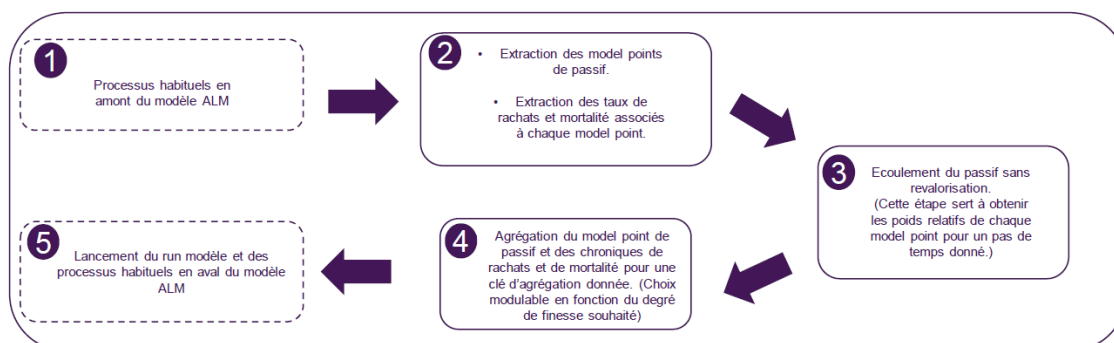 1
Processus habituels en
amont du modèle ALM
2
• Extraction des model points
de passif.
• Extraction des taux de
rachats et mortalité associés
à chaque model point.
3
Ecoulement du passif sans
revalorisation.
(Cette étape sert à obtenir
les poids relatifs de chaque
model point pour un pas de
temps donné.)
4
Agrégation du model point de
passif et des chroniques de
rachats et de mortalité pour une
clé d'agrégation donnée. (Choix
modulable en fonction du degré
de finesse souhaité)
5
Lancement du run modèle et des
processus habituels en aval du modèle
ALM